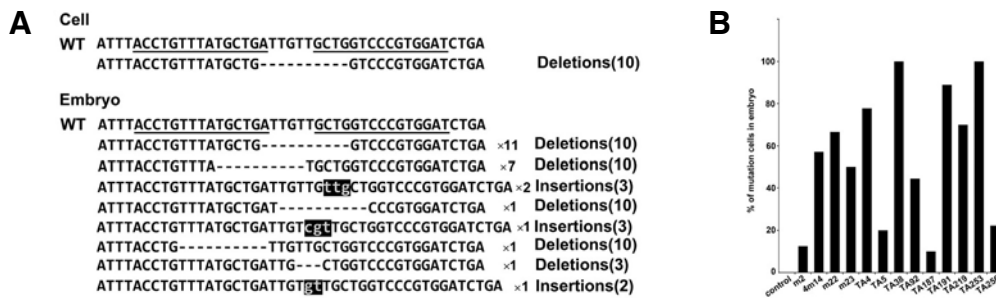 A
Cell
WT ATTTACCTGTTTATGCTGATTGTTGCTGGTCCCGTGGATCTGA
ATTTACCTGTTTATGCTG----------GTCCCGTGGATCTGA Deletions(10)
Embryo
WT ATTTACCTGTTTATGCTGATTGTTGCTGGTCCCGTGGATCTGA
ATTTACCTGTTTATGCTG----------GTCCCGTGGATCTGA ×11 Deletions(10)
ATTTACCTGTTTA----------TGCTGGTCCCGTGGATCTGA ×7 Deletions(10)
ATTTACCTGTTTATGCTGATTGTTGttgCTGGTCCCGTGGATCTGA ×2 Insertions(3)
ATTTACCTGTTTATGCTGAT----------CCCGTGGATCTGA ×1 Deletions(10)
ATTTACCTGTTTATGCTGATTGTcgtTGCTGGTCCCGTGGATCTGA ×1 Insertions(3)
ATTTACCTG----------TTGTTGCTGGTCCCGTGGATCTGA ×1 Deletions(10)
ATTTACCTGTTTATGCTGATTG---CTGGTCCCGTGGATCTGA ×1 Deletions(3)
ATTTACCTGTTTATGCTGATTGTgtTGCTGGTCCCGTGGATCTGA ×1 Insertions(2)
B
% of mutation cells in embryo
100
80
60
40
20
0
control m2 4m14 m22 m23 TA4 TA5 TA38 TA92 TA187 TA191 TA219 TA253